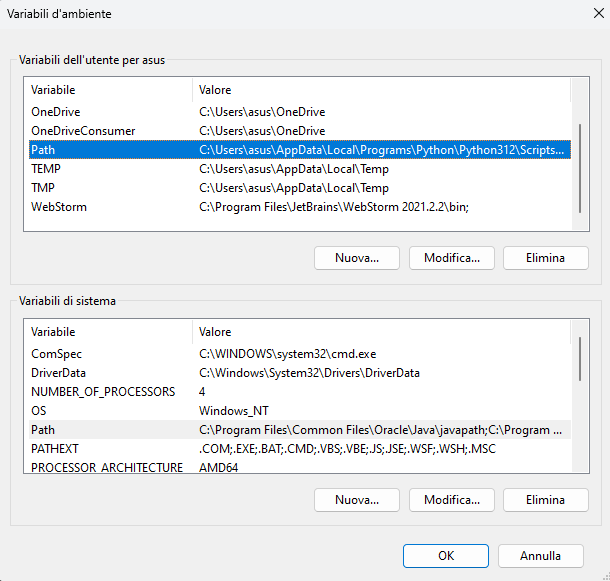 Variabili d'ambiente
Variabili dell'utente per asus
Variabile Valore
OneDrive C:\Users\asus\OneDrive
OneDriveConsumer C:\Users\asus\OneDrive
Path C:\Users\asus\AppData\Local\Programs\Python\Python312\Scripts...
TEMP C:\Users\asus\AppData\Local\Temp
TMP C:\Users\asus\AppData\Local\Temp
WebStorm C:\Program Files\JetBrains\WebStorm 2021.2.2\bin;
Nuova... Modifica... Elimina
Variabili di sistema
Variabile Valore
ComSpec C:\WINDOWS\system32\cmd.exe
DriverData C:\Windows\System32\Drivers\DriverData
NUMBER_OF_PROCESSORS 4
OS Windows_NT
Path C:\Program Files\Common Files\Oracle\Java\javapath;C:\Program ...
PATHEXT .COM;.EXE;.BAT;.CMD;.VBS;.VBE;.JS;.JSE;.WSF;.WSH;.MSC
PROCESSOR_ARCHITECTURE AMD64
Nuova... Modifica... Elimina
OK Annulla